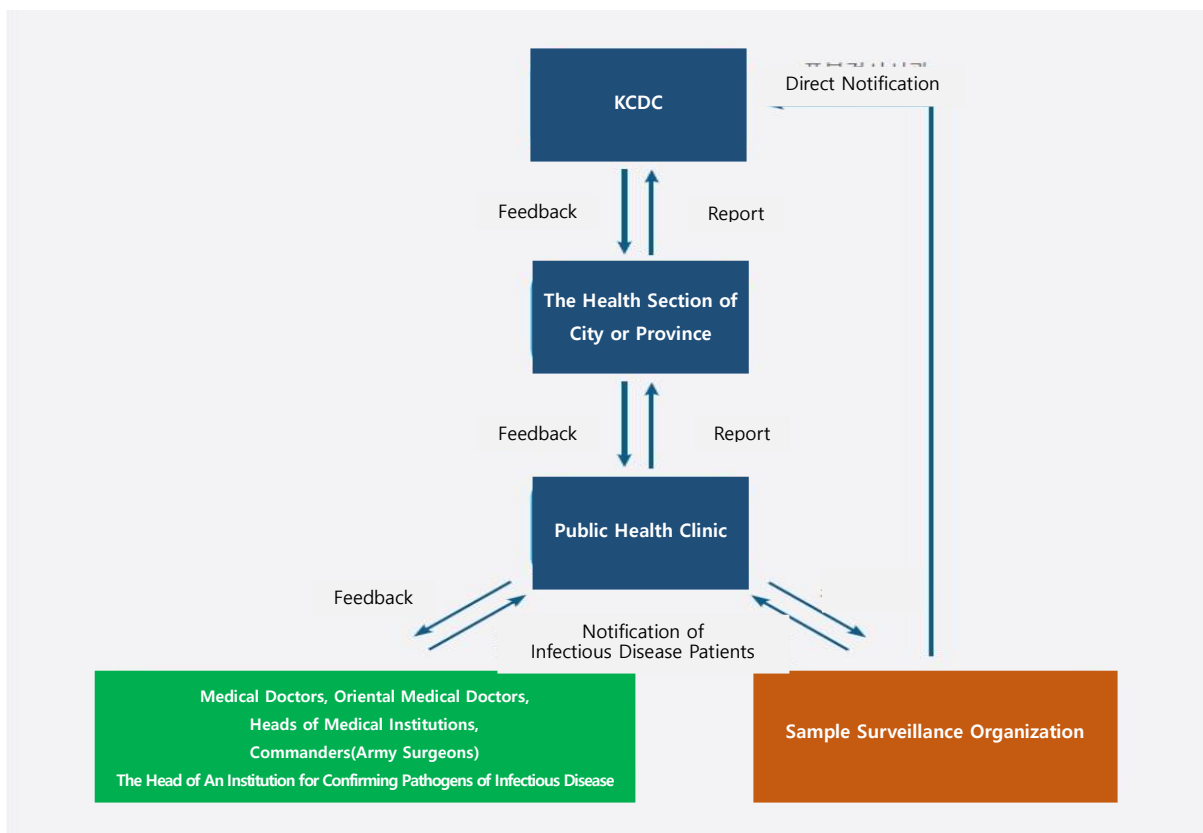 Direct Notification
KCDC
Feedback
Report
The Health Section of
City or Province
Feedback
Report
Public Health Clinic
Feedback
Notification of
Infectious Disease Patients
Medical Doctors, Oriental Medical Doctors,
Heads of Medical Institutions,
Commanders(Army Surgeons)
The Head of An Institution for Confirming Pathogens of Infectious Disease
Sample Surveillance Organization